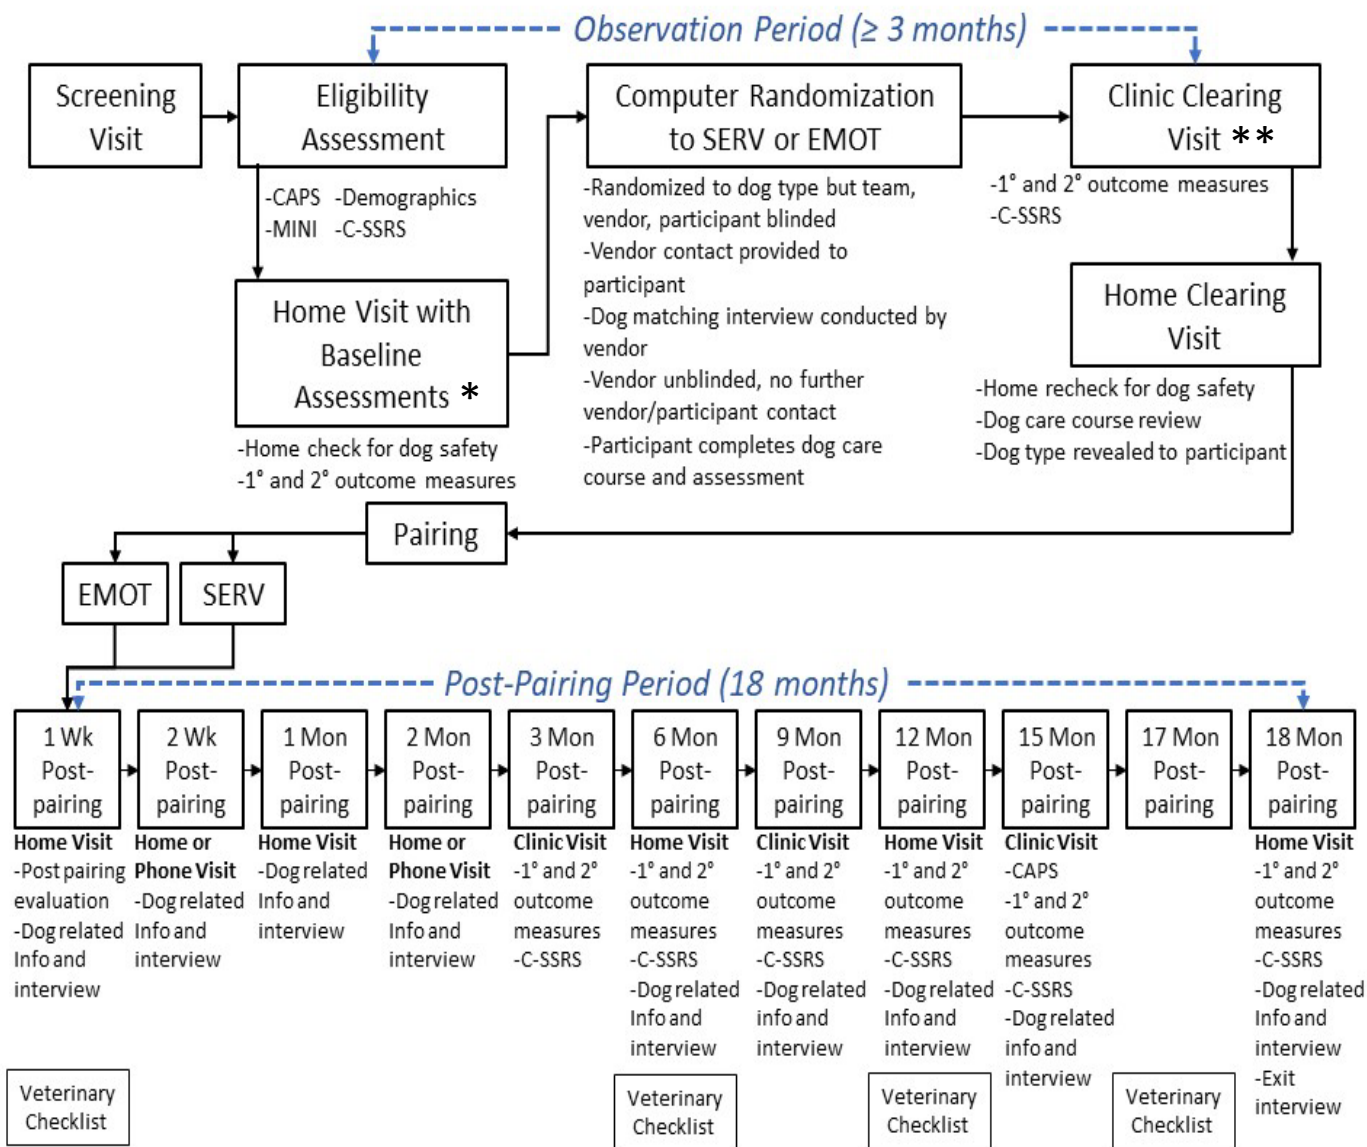 Observation Period (≥ 3 months)
Screening
Visit
Eligibility
Assessment
-CAPS -Demographics
-MINI -C-SSRS
Home Visit with
Baseline
Assessments *
-Home check for dog safety
-1° and 2° outcome measures
Computer Randomization
to SERV or EMOT
-Randomized to dog type but team,
vendor, participant blinded
-Vendor contact provided to
participant
-Dog matching interview conducted by
vendor
-Vendor unblinded, no further
vendor/participant contact
-Participant completes dog care
course and assessment
Clinic Clearing
Visit **
-1° and 2° outcome measures
-C-SSRS
Home Clearing
Visit
-Home recheck for dog safety
-Dog care course review
-Dog type revealed to participant
Pairing
EMOT
SERV
Post-Pairing Period (18 months)
1 Wk
Post-
pairing
Home Visit
-Post pairing
evaluation
-Dog related
Info and
interview
Veterinary
Checklist
2 Wk
Post-
pairing
Home or
Phone Visit
-Dog related
Info and
interview
1 Mon
Post-
pairing
Home Visit
-Dog related
Info and
interview
2 Mon
Post-
pairing
Home or
Phone Visit
-Dog related
Info and
interview
3 Mon
Post-
pairing
Clinic Visit
-1° and 2°
outcome
measures
-C-SSRS
6 Mon
Post-
pairing
Home Visit
-1° and 2°
outcome
measures
-C-SSRS
-Dog related
Info and
interview
Veterinary
Checklist
9 Mon
Post-
pairing
Clinic Visit
-1° and 2°
outcome
measures
-C-SSRS
-Dog related
info and
interview
12 Mon
Post-
pairing
Home Visit
-1° and 2°
outcome
measures
-C-SSRS
-Dog related
Info and
interview
Veterinary
Checklist
15 Mon
Post-
pairing
Clinic Visit
-CAPS
-1° and 2°
outcome
measures
-C-SSRS
-Dog related
info and
interview
17 Mon
Post-
pairing
Veterinary
Checklist
18 Mon
Post-
pairing
Home Visit
-1° and 2°
outcome
measures
-C-SSRS
-Dog related
Info and
interview
-Exit
interview